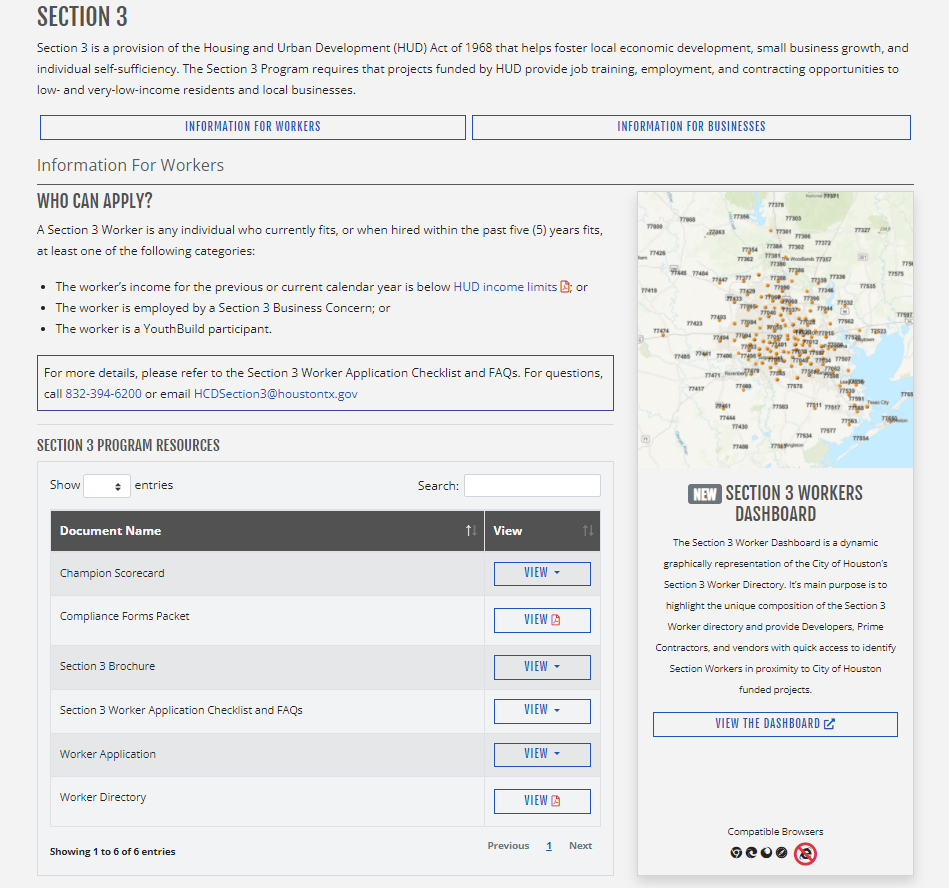 SECTION 3
Section 3 is a provision of the Housing and Urban Development (HUD) Act of 1968 that helps foster local economic development, small business growth, and
individual self-sufficiency. The Section 3 Program requires that projects funded by HUD provide job training, employment, and contracting opportunities to
low- and very-low-income residents and local businesses.
INFORMATION FOR WORKERS
INFORMATION FOR BUSINESSES
Information For Workers
WHO CAN APPLY?
A Section 3 Worker is any individual who currently fits, or when hired within the past five (5) years fits,
at least one of the following categories:
• The worker's income for the previous or current calendar year is below HUD income limits; or
• The worker is employed by a Section 3 Business Concern; or
• The worker is a YouthBuild participant.
For more details, please refer to the Section 3 Worker Application Checklist and FAQs. For questions,
call 832-394-6200 or email HCDSection3@houstontx.gov
SECTION 3 PROGRAM RESOURCES
Show entries
Search:
Document Name
View
Champion Scorecard
VIEW
Compliance Forms Packet
VIEW
Section 3 Brochure
VIEW
Section 3 Worker Application Checklist and FAQs
VIEW
Worker Application
VIEW
Worker Directory
VIEW
Showing 1 to 6 of 6 entries
Previous 1 Next
NEW SECTION 3 WORKERS
DASHBOARD
The Section 3 Worker Dashboard is a dynamic
graphically representation of the City of Houston's
Section 3 Worker Directory. It's main purpose is to
highlight the unique composition of the Section 3
Worker directory and provide Developers, Prime
Contractors, and vendors with quick access to identify
Section Workers in proximity to City of Houston
funded projects.
VIEW THE DASHBOARD
Compatible Browsers